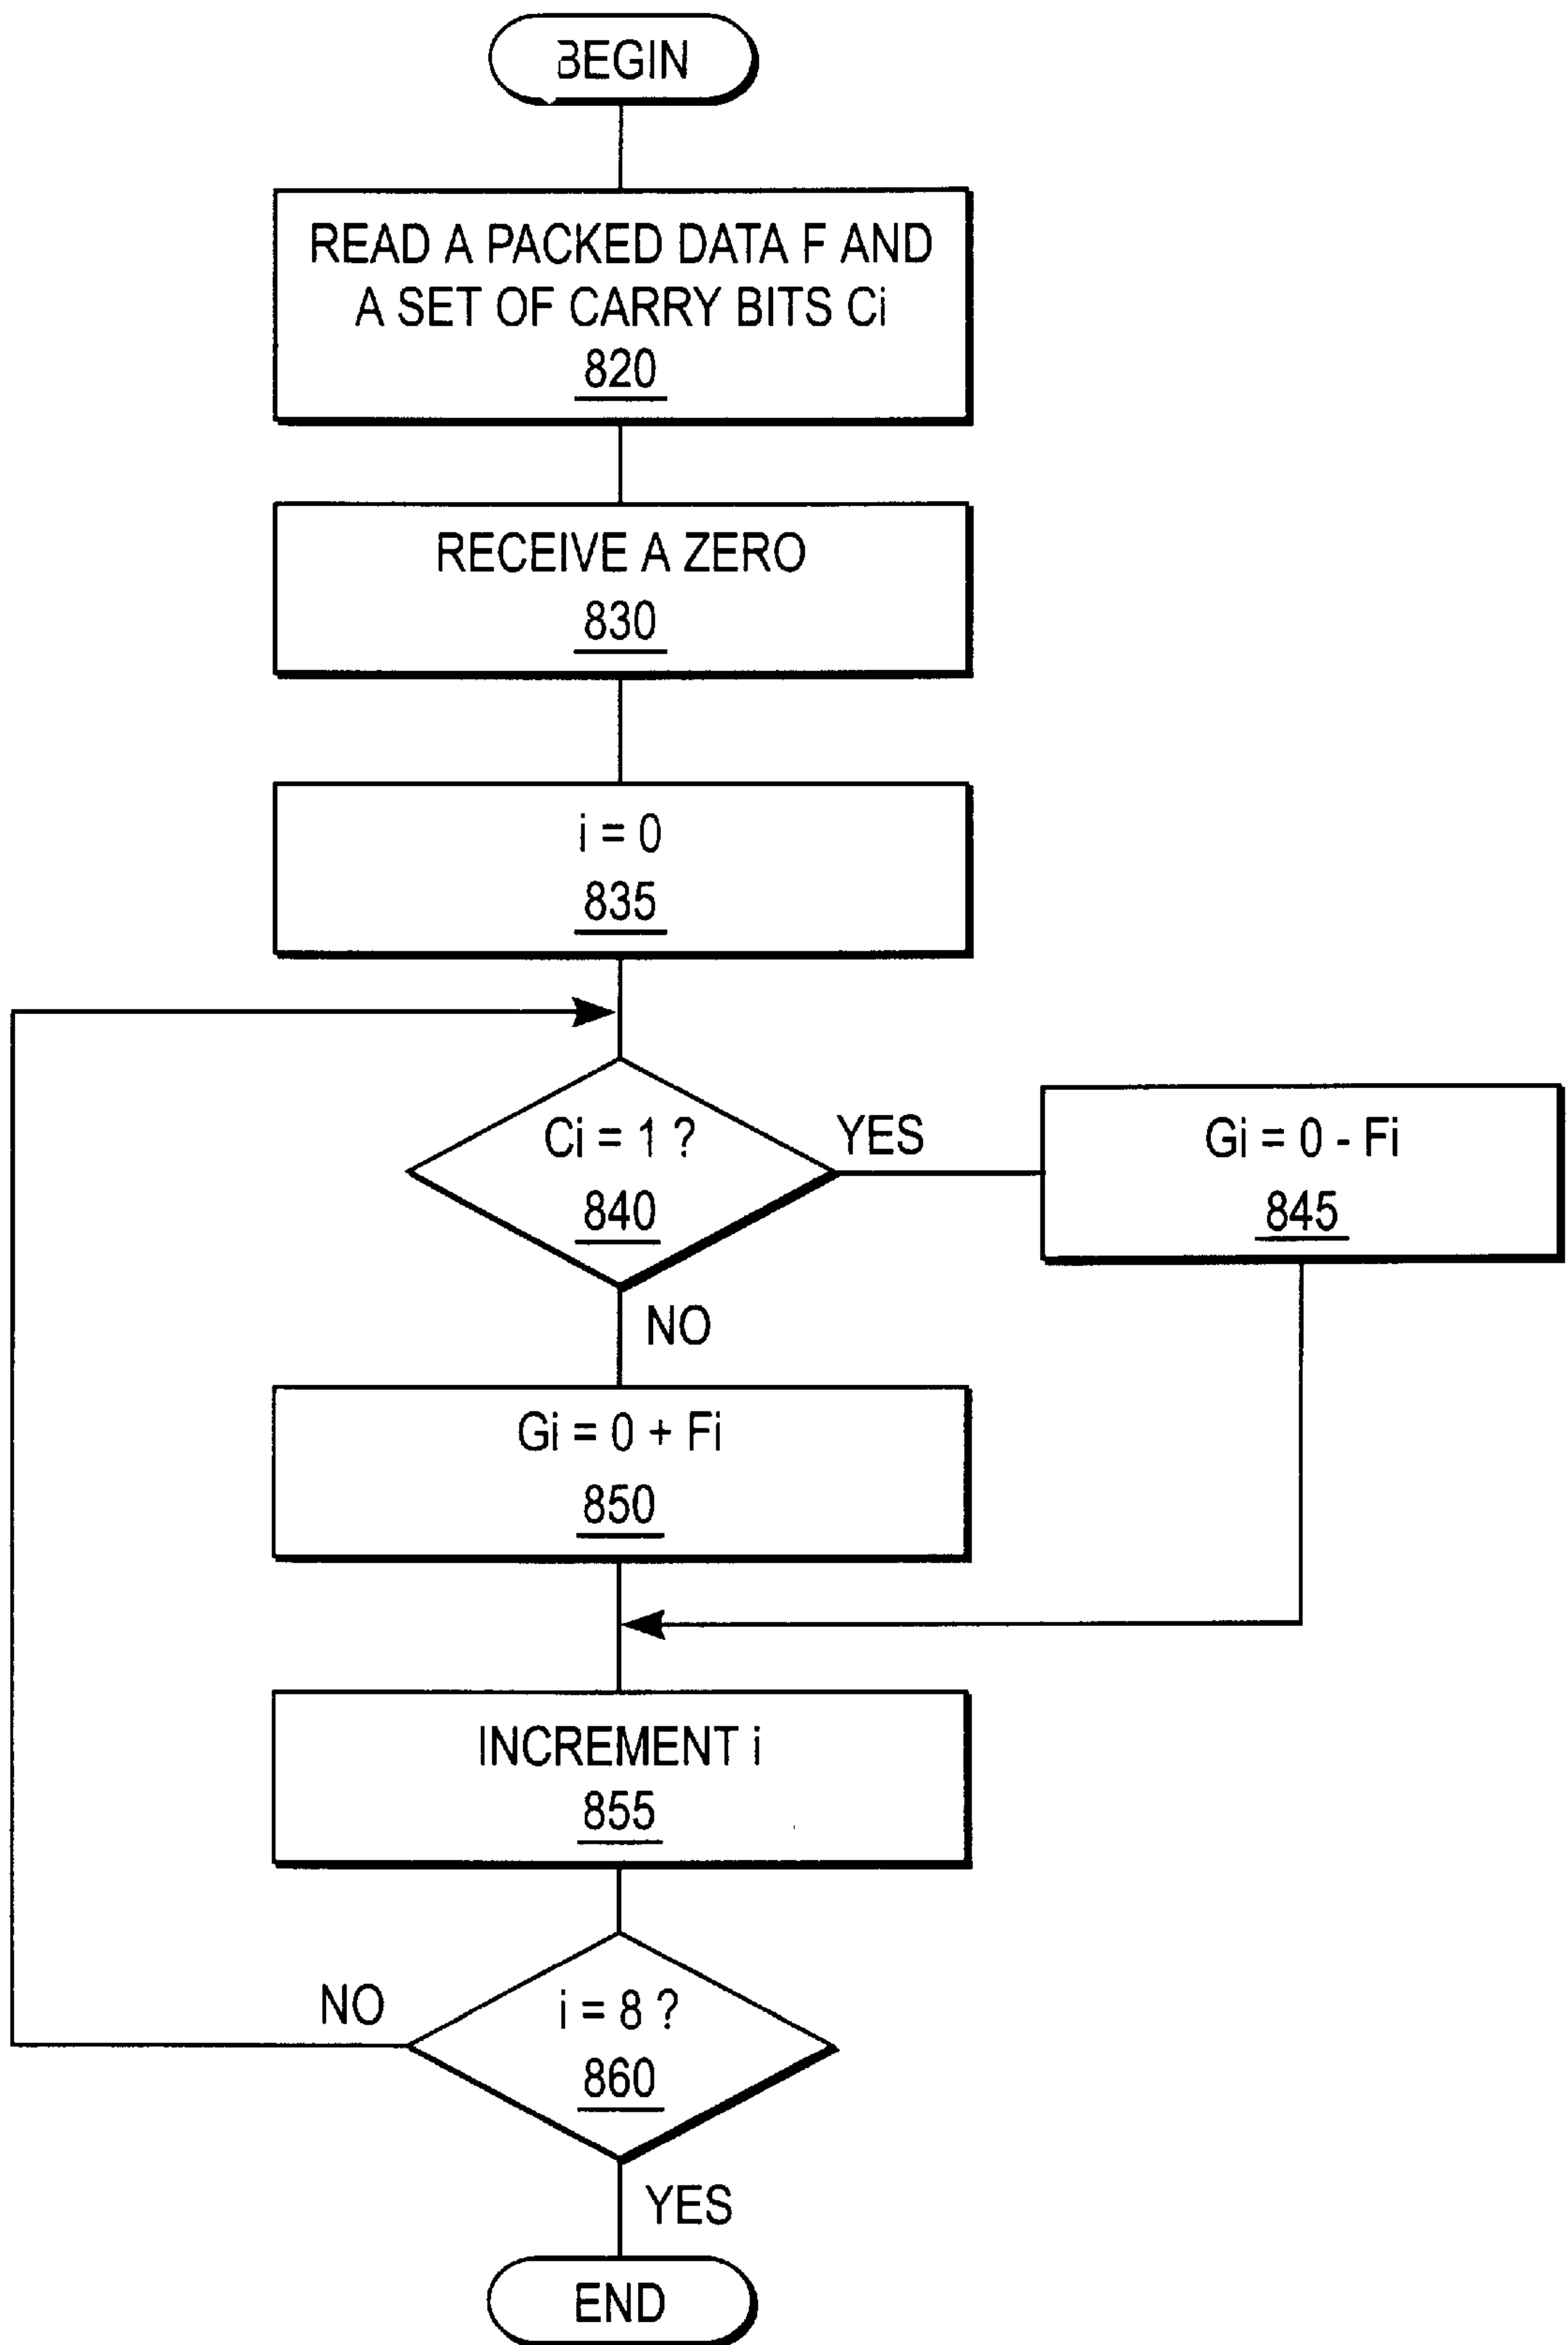 BEGIN
READ A PACKED DATA F AND
A SET OF CARRY BITS Ci
820
RECEIVE A ZERO
830
i = 0
835
Ci = 1 ?
840
YES
Gi = 0 - Fi
845
NO
Gi = 0 + Fi
850
INCREMENT i
855
NO
i = 8 ?
860
YES
END